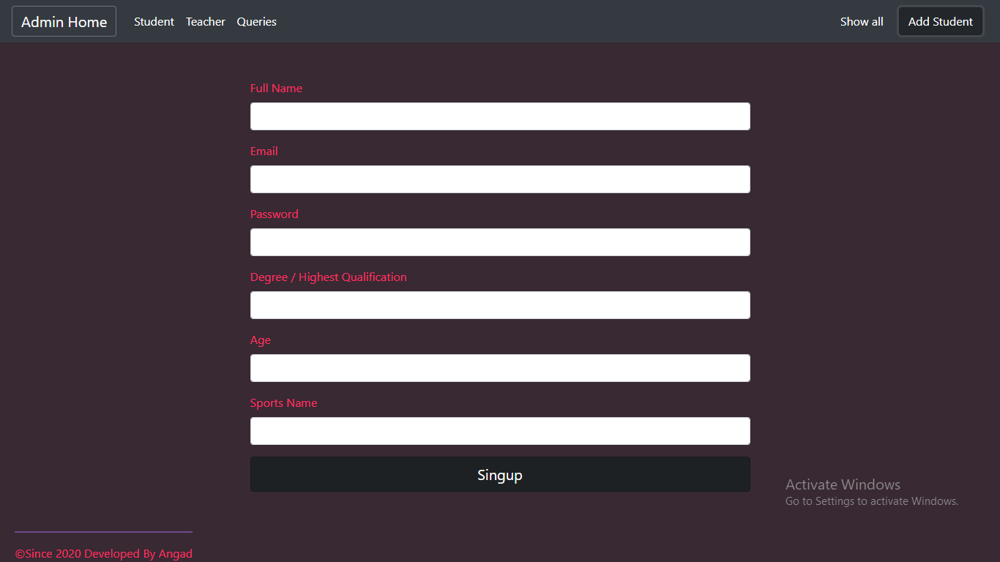 Admin Home Student Teacher Queries Show all Add Student
Full Name
Email
Password
Degree / Highest Qualification
Age
Sports Name
Singup
Activate Windows
Go to Settings to activate Windows.
©Since 2020 Developed By Angad